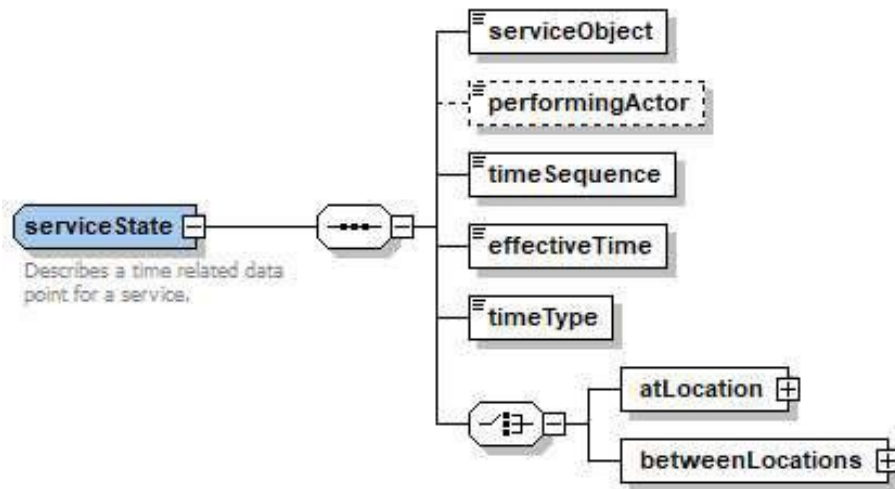 serviceObject
performingActor
timeSequence
serviceState
effectiveTime
Describes a time related data
point for a service.
timeType
atLocation
betweenLocations